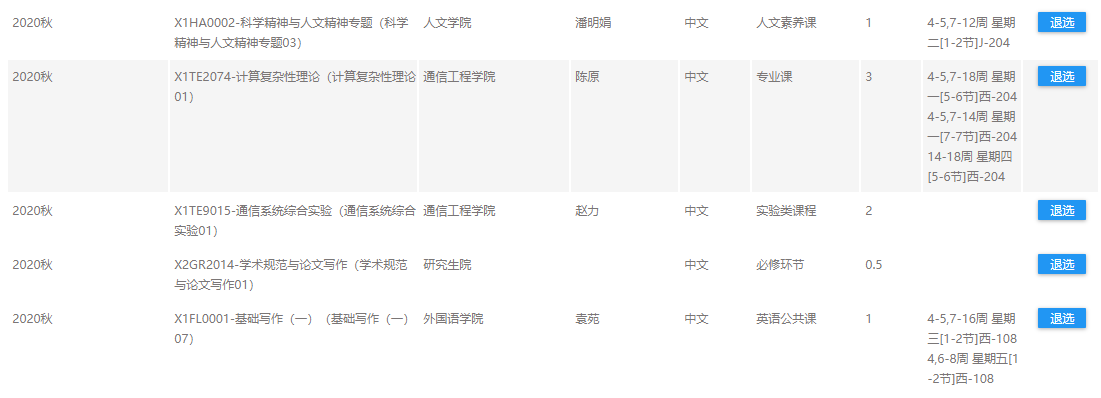 2020秋 X1HA0002-科学精神与人文精神专题（科学 人文学院 潘明娟 中文 人文素养课 1 4-5,7-12周 星期 退选
精神与人文精神专题03） 二[1-2节]J-204
2020秋 X1TE2074-计算复杂性理论（计算复杂性理论 通信工程学院 陈原 中文 专业课 3 4-5,7-18周 星期 退选
01） 一[5-6节]西-204
4-5,7-14周 星期
一[7-7节]西-204
14-18周 星期四
[5-6节]西-204
2020秋 X1TE9015-通信系统综合实验（通信系统综合 通信工程学院 赵力 中文 实验类课程 2 退选
实验01）
2020秋 X2GR2014-学术规范与论文写作（学术规范 研究生院 中文 必修环节 0.5 退选
与论文写作01）
2020秋 X1FL0001-基础写作（一）（基础写作（一） 外国语学院 袁苑 中文 英语公共课 1 4-5,7-16周 星期 退选
07） 三[1-2节]西-108
4,6-8周 星期五[1
-2节]西-108